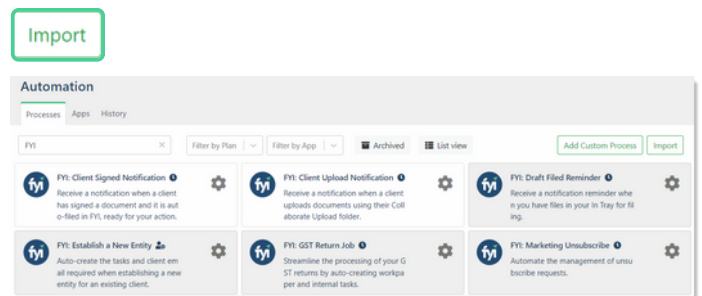 Import
Automation
Processes Apps History
FYI × Filter by Plan Filter by App Archived List view Add Custom Process Import
fyi FYI: Client Signed Notification
Receive a notification when a client
has signed a document and it is aut
o-filed in FYI, ready for your action.
fyi FYI: Client Upload Notification
Receive a notification when a client
uploads documents using their Coll
aborate Upload folder.
fyi FYI: Draft Filed Reminder
Receive a notification reminder whe
n you have files in your In Tray for fil
ing.
fyi FYI: Establish a New Entity
Auto-create the tasks and client em
ail required when establishing a new
entity for an existing client.
fyi FYI: GST Return Job
Streamline the processing of your G
ST returns by auto-creating workpa
per and internal tasks.
fyi FYI: Marketing Unsubscribe
Automate the management of unsu
bscribe requests.